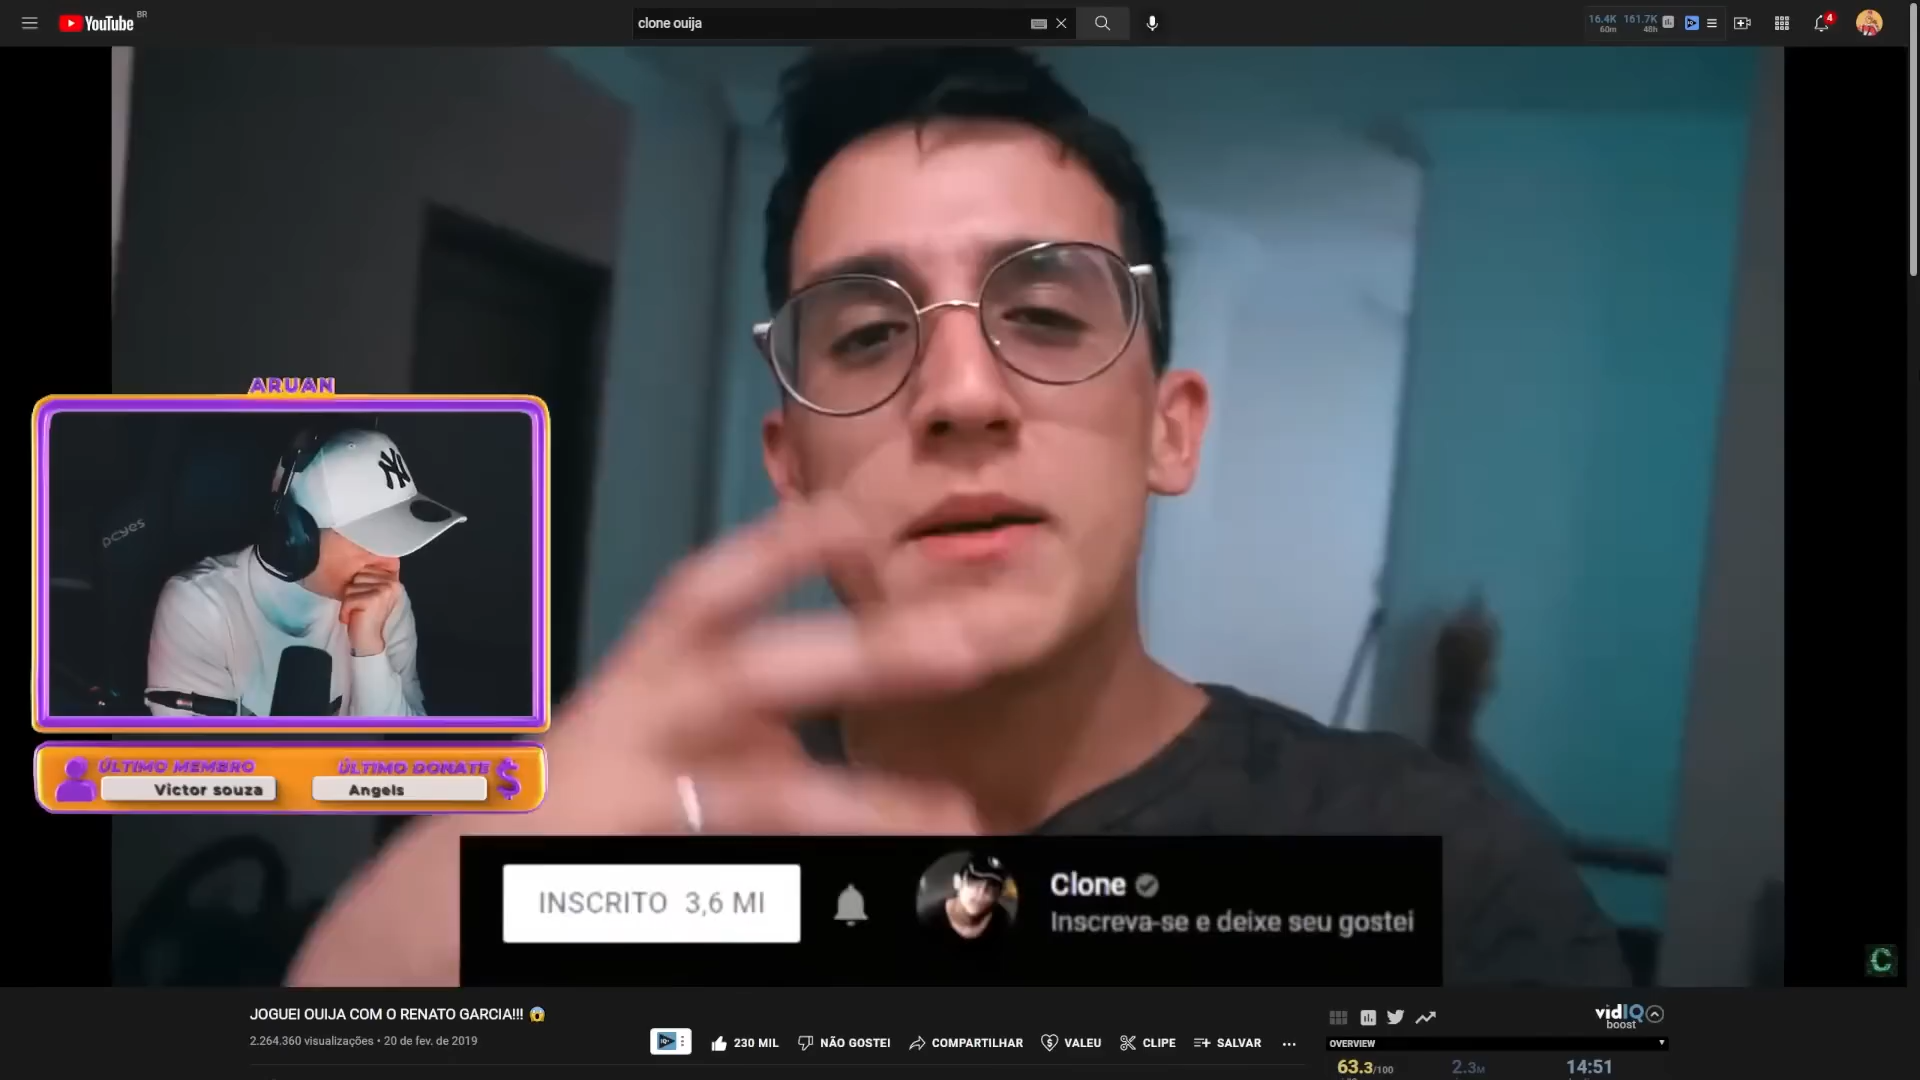 YouTube BR
clone ouija
16.4K 161.7K
60m 48h
4
ARUAN
NY
pcyes
ÚLTIMO MEMBRO
Victor souza
ÚLTIMO DONATE
Angels
$
INSCRITO 3,6 MI
Clone
Inscreva-se e deixe seu gostei
C
JOGUEI OUIJA COM O RENATO GARCIA!!! 😱
2.264.360 visualizações • 20 de fev. de 2019
230 MIL
NÃO GOSTEI
COMPARTILHAR
VALEU
CLIPE
SALVAR
vidIQ
boost
OVERVIEW
63.3/100 2.3M 14:51